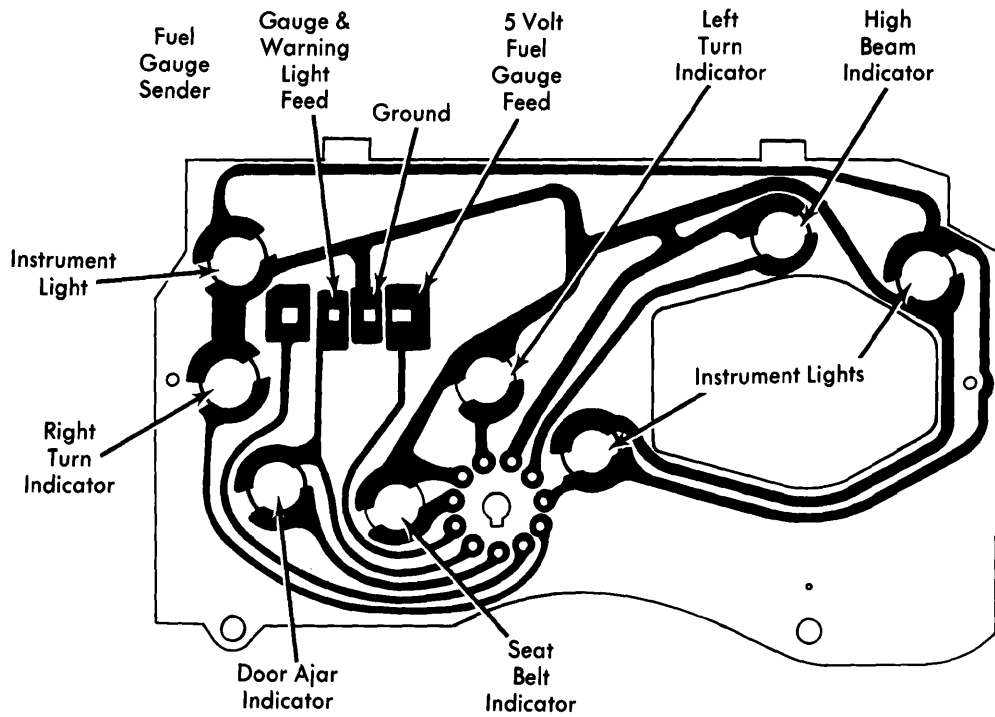 Fuel
Gauge
Sender
Gauge &
Warning
Light
Feed
Ground
5 Volt
Fuel
Gauge
Feed
Left
Turn
Indicator
High
Beam
Indicator
Instrument
Light
Instrument Lights
Right
Turn
Indicator
Door Ajar
Indicator
Seat
Belt
Indicator